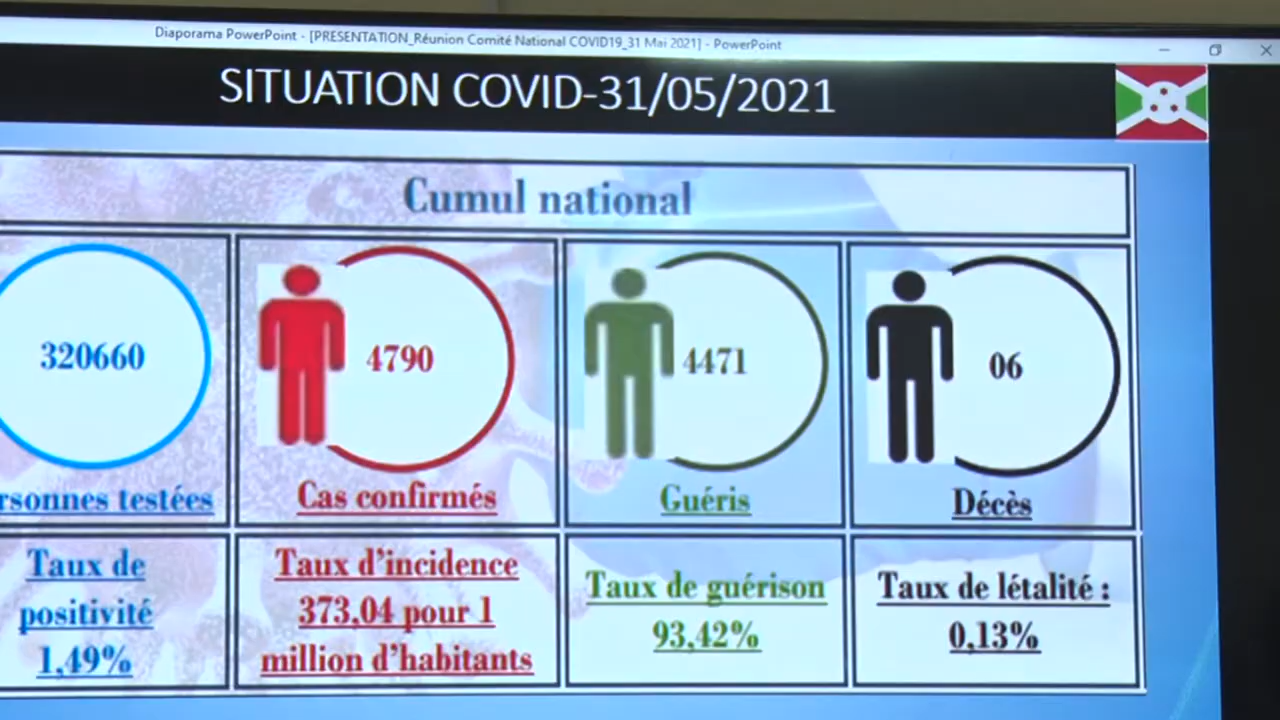 Diaporama PowerPoint - [PRESENTATION_Réunion Comité National COVID19_31 Mai 2021] - PowerPoint
SITUATION COVID-31/05/2021
Cumul national
320660
4790
4471
06
rsonnes testées
Cas confirmés
Guéris
Décès
Taux de
positivité
1,49%
Taux d'incidence
373,04 pour 1
million d'habitants
Taux de guérison
93,42%
Taux de létalité :
0,13%